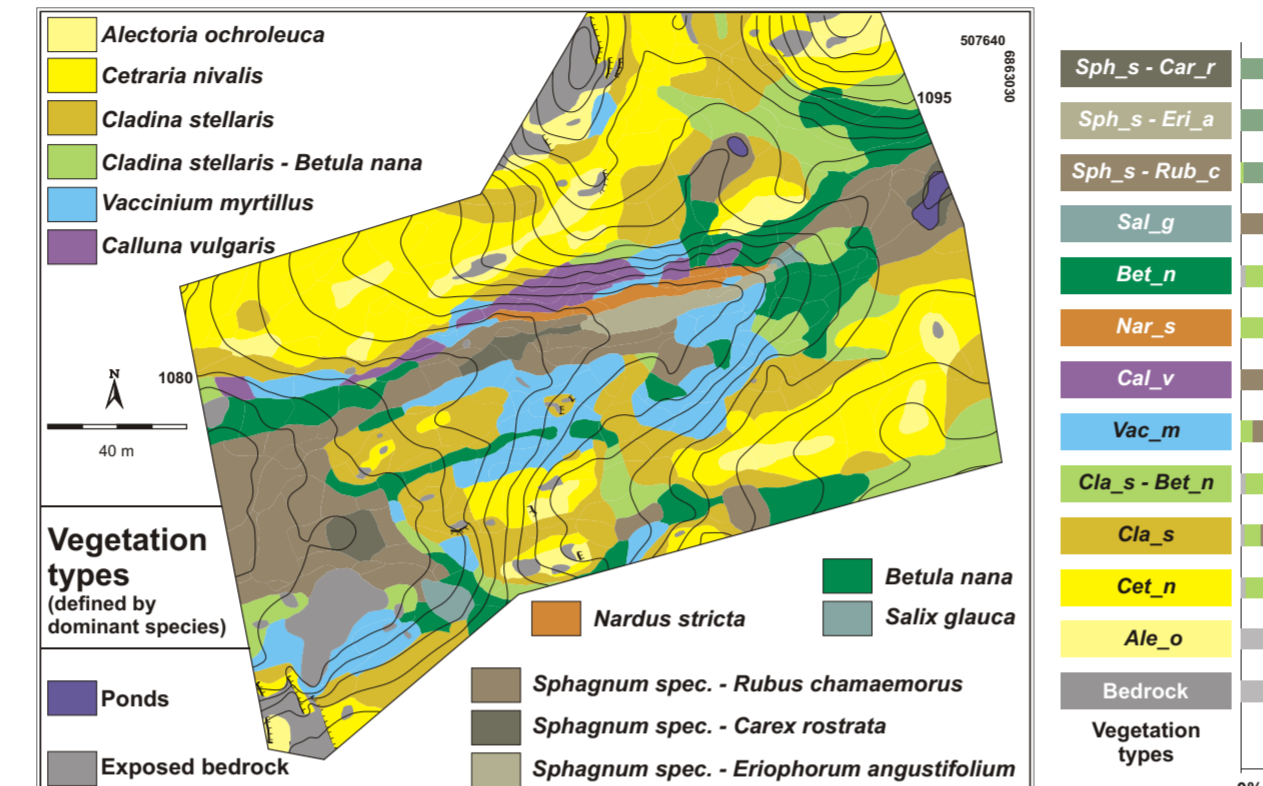 Alectoria ochroleuca
Cetraria nivalis
Cladina stellaris
Cladina stellaris - Betula nana
Vaccinium myrtillus
Calluna vulgaris
507640
6863030
1095
1080
N
40 m
Vegetation
types
(defined by
dominant species)
Ponds
Exposed bedrock
Betula nana
Salix glauca
Nardus stricta
Sphagnum spec. - Rubus chamaemorus
Sphagnum spec. - Carex rostrata
Sphagnum spec. - Eriophorum angustifolium
Sph_s - Car_r
Sph_s - Eri_a
Sph_s - Rub_c
Sal_g
Bet_n
Nar_s
Cal_v
Vac_m
Cla_s - Bet_n
Cla_s
Cet_n
Ale_o
Bedrock
Vegetation
types